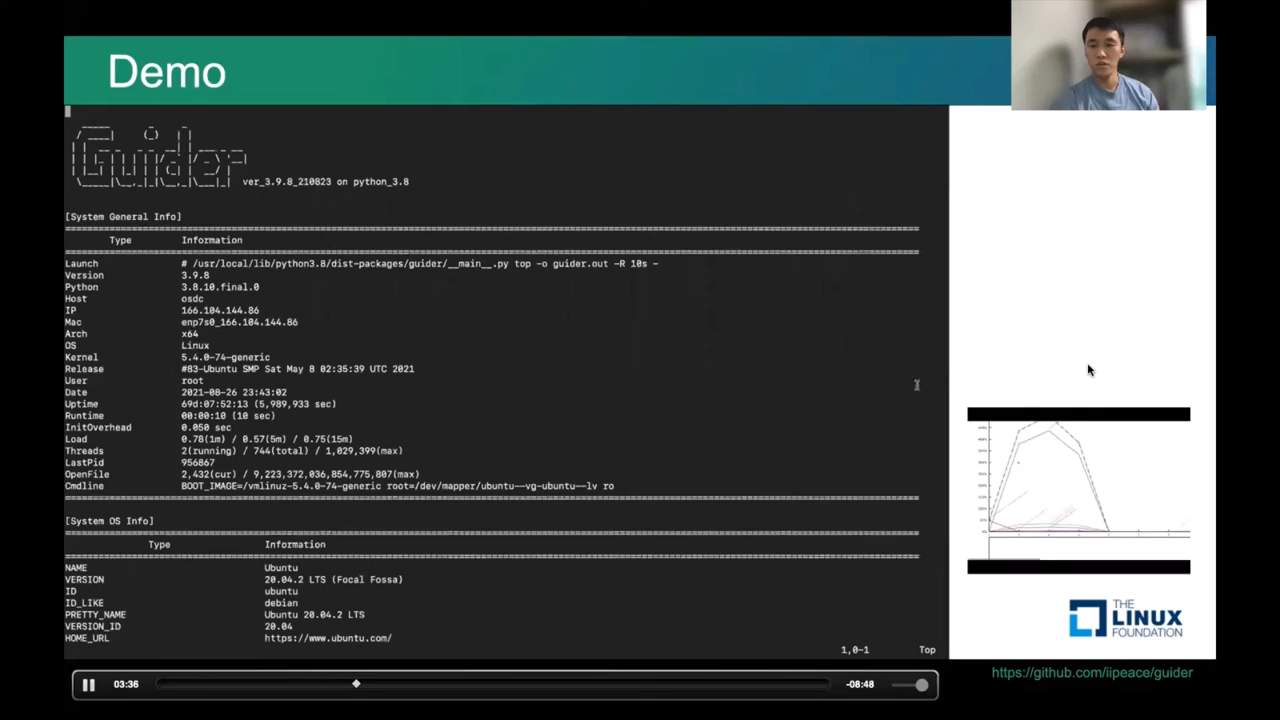 Demo
Guider
ver_3.9.8_210823 on python_3.8
[System General Info]
Type Information
Launch # /usr/local/lib/python3.8/dist-packages/guider/__main__.py top -o guider.out -R 10s -
Version 3.9.8
Python 3.8.10.final.0
Host osdc
IP 166.104.144.86
Mac enp7s0_166.104.144.86
Arch x64
OS Linux
Kernel 5.4.0-74-generic
Release #83-Ubuntu SMP Sat May 8 02:35:39 UTC 2021
User root
Date 2021-08-26 23:43:02
Uptime 69d:07:52:13 (5,989,933 sec)
Runtime 00:00:10 (10 sec)
InitOverhead 0.050 sec
Load 0.78(1m) / 0.57(5m) / 0.75(15m)
Threads 2(running) / 744(total) / 1,029,399(max)
LastPid 956867
OpenFile 2,432(cur) / 9,223,372,036,854,775,807(max)
Cmdline BOOT_IMAGE=/vmlinuz-5.4.0-74-generic root=/dev/mapper/ubuntu--vg-ubuntu--lv ro
[System OS Info]
Type Information
NAME Ubuntu
VERSION 20.04.2 LTS (Focal Fossa)
ID ubuntu
ID_LIKE debian
PRETTY_NAME Ubuntu 20.04.2 LTS
VERSION_ID 20.04
HOME_URL https://www.ubuntu.com/
1,0-1 Top
THE
LINUX
FOUNDATION
https://github.com/iipeace/guider
03:36 -08:48